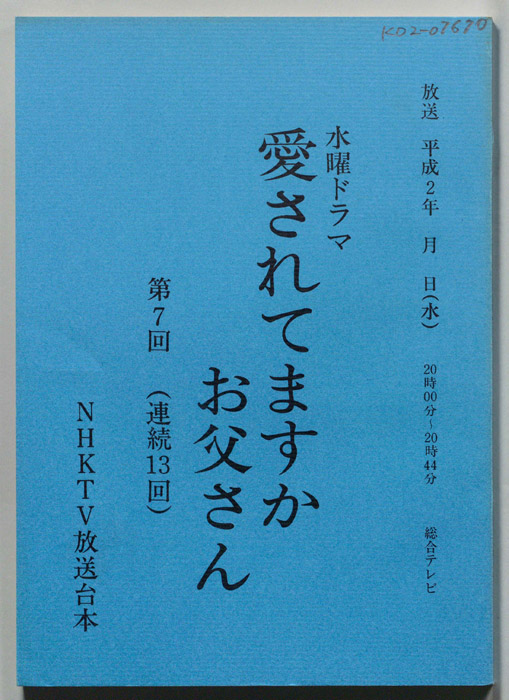 K02-07670
放送 平成2年 月 日(水) 20時00分～20時44分 総合テレビ
水曜ドラマ
愛されてますか
お父さん
第7回 (連続13回)
NHKTV放送台本